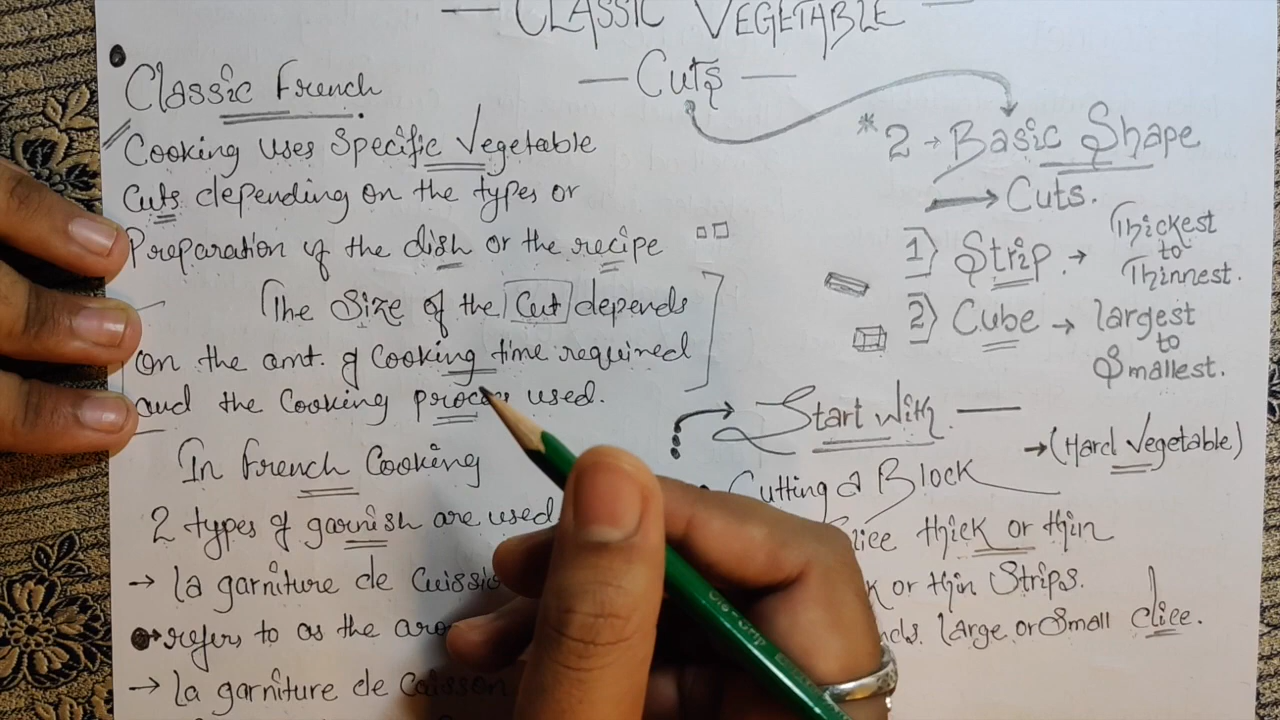 — CLASSIC VEGETABLE —
— Cuts —
Classic French
Cooking uses Specific Vegetable
Cuts depending on the types or
Preparation of the dish or the recipe
The Size of the Cut depends
on the amt. of Cooking time required
and the Cooking process used.
In French Cooking
2 types of garnish are used
→ la garniture de
refers to as the
→ la garniture de Caisson
* 2 → Basic Shape
→ Cuts.
1) Strip. → Thickest
to
Thinnest.
2) Cube → largest
to
Smallest.
Start with —
→ (Hard Vegetable)
Cutting a Block
thick or thin
or thin Strips.
Large or Small Clice.